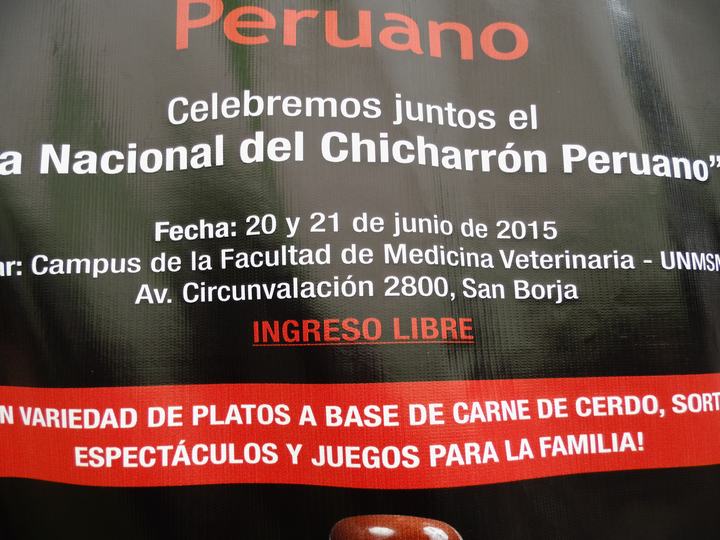 Peruano
Celebremos juntos el
a Nacional del Chicharrón Peruano”
Fecha: 20 y 21 de junio de 2015
ar: Campus de la Facultad de Medicina Veterinaria - UNMSM
Av. Circunvalación 2800, San Borja
INGRESO LIBRE
N VARIEDAD DE PLATOS A BASE DE CARNE DE CERDO, SORT
ESPECTÁCULOS Y JUEGOS PARA LA FAMILIA!